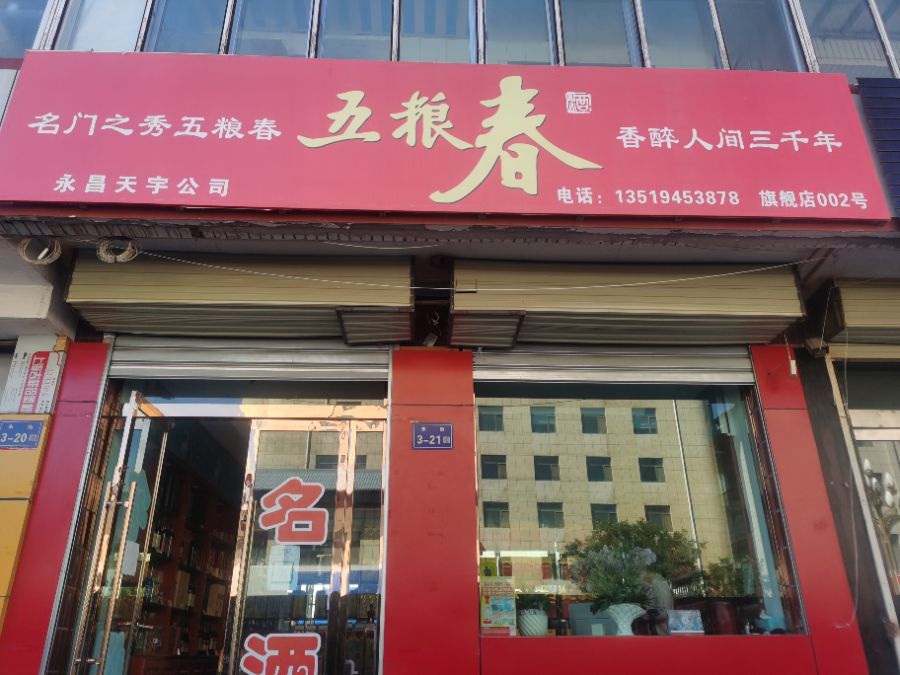 名门之秀五粮春
五粮春
酒
香醉人间三千年
永昌天宇公司
电话：13519453878 旗舰店002号
3-20
3-21
名
酒